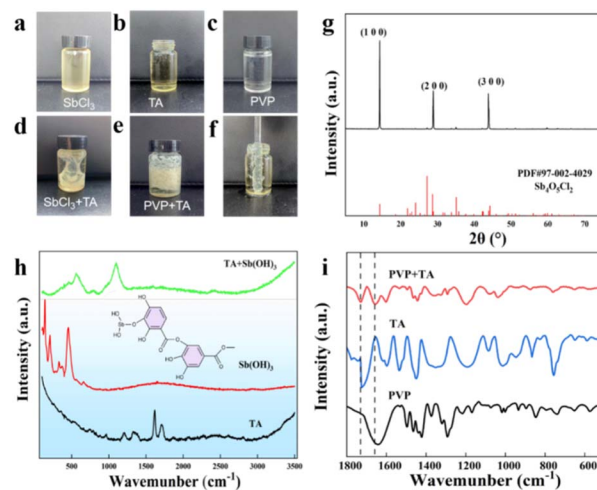 a
b
c
SbCl3
TA
PVP
d
e
f
SbCl3+TA
PVP+TA
g
(1 0 0)
(2 0 0)
(3 0 0)
PDF#97-002-4029
Sb4O5Cl2
Intensity (a.u.)
10 20 30 40 50 60 70
2θ (°)
h
TA+Sb(OH)3
Sb(OH)3
TA
Intensity (a.u.)
500 1000 1500 2000 2500 3000 3500
Wavemunber (cm-1)
i
PVP+TA
TA
PVP
Intensity (a.u.)
1800 1600 1400 1200 1000 800 600
Wavemunber (cm-1)